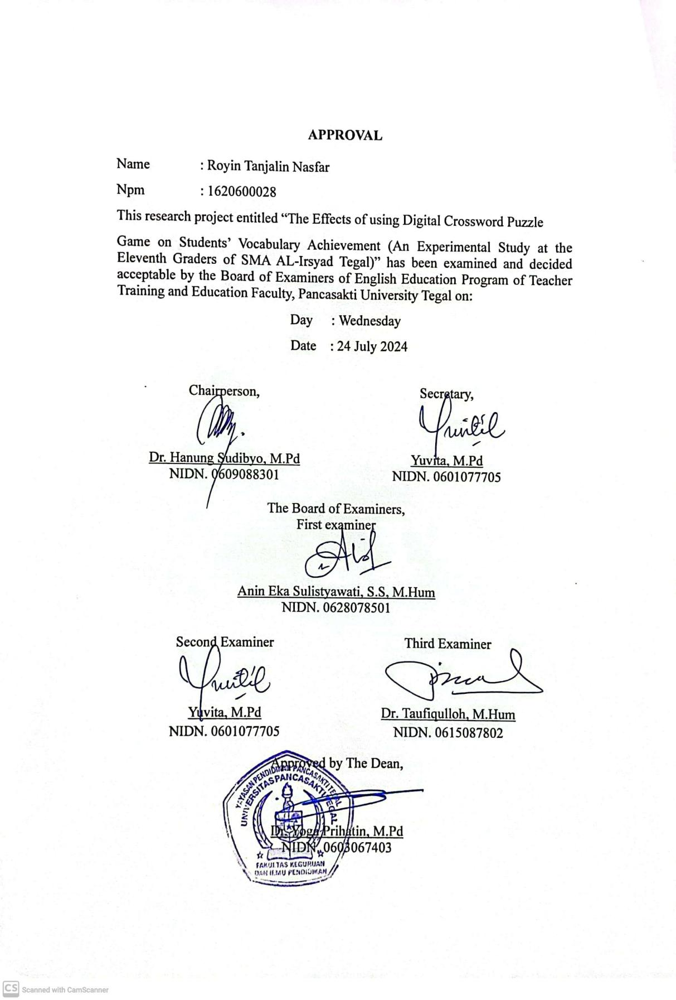 APPROVAL
Name : Royin Tanjalin Nasfar
Npm : 1620600028
This research project entitled “The Effects of using Digital Crossword Puzzle
Game on Students’ Vocabulary Achievement (An Experimental Study at the
Eleventh Graders of SMA AL-Irsyad Tegal)” has been examined and decided
acceptable by the Board of Examiners of English Education Program of Teacher
Training and Education Faculty, Pancasakti University Tegal on:
Day : Wednesday
Date : 24 July 2024
Chairperson,
Secretary,
Dr. Hanung Sudibyo, M.Pd
NIDN. 0609088301
Yuvita, M.Pd
NIDN. 0601077705
The Board of Examiners,
First examiner
Anin Eka Sulistyawati, S.S, M.Hum
NIDN. 0628078501
Second Examiner
Third Examiner
Yuvita, M.Pd
NIDN. 0601077705
Dr. Taufiqulloh, M.Hum
NIDN. 0615087802
Approved by The Dean,
YAYASAN PENDIDIKAN PANCASAKTI TEGAL
UNIVERSITAS PANCASAKTI TEGAL
Dr. Yoga Prihatin, M.Pd
NIDN. 0603067403
FAKULTAS KEGURUAN
DAN ILMU PENDIDIKAN
CS Scanned with CamScanner